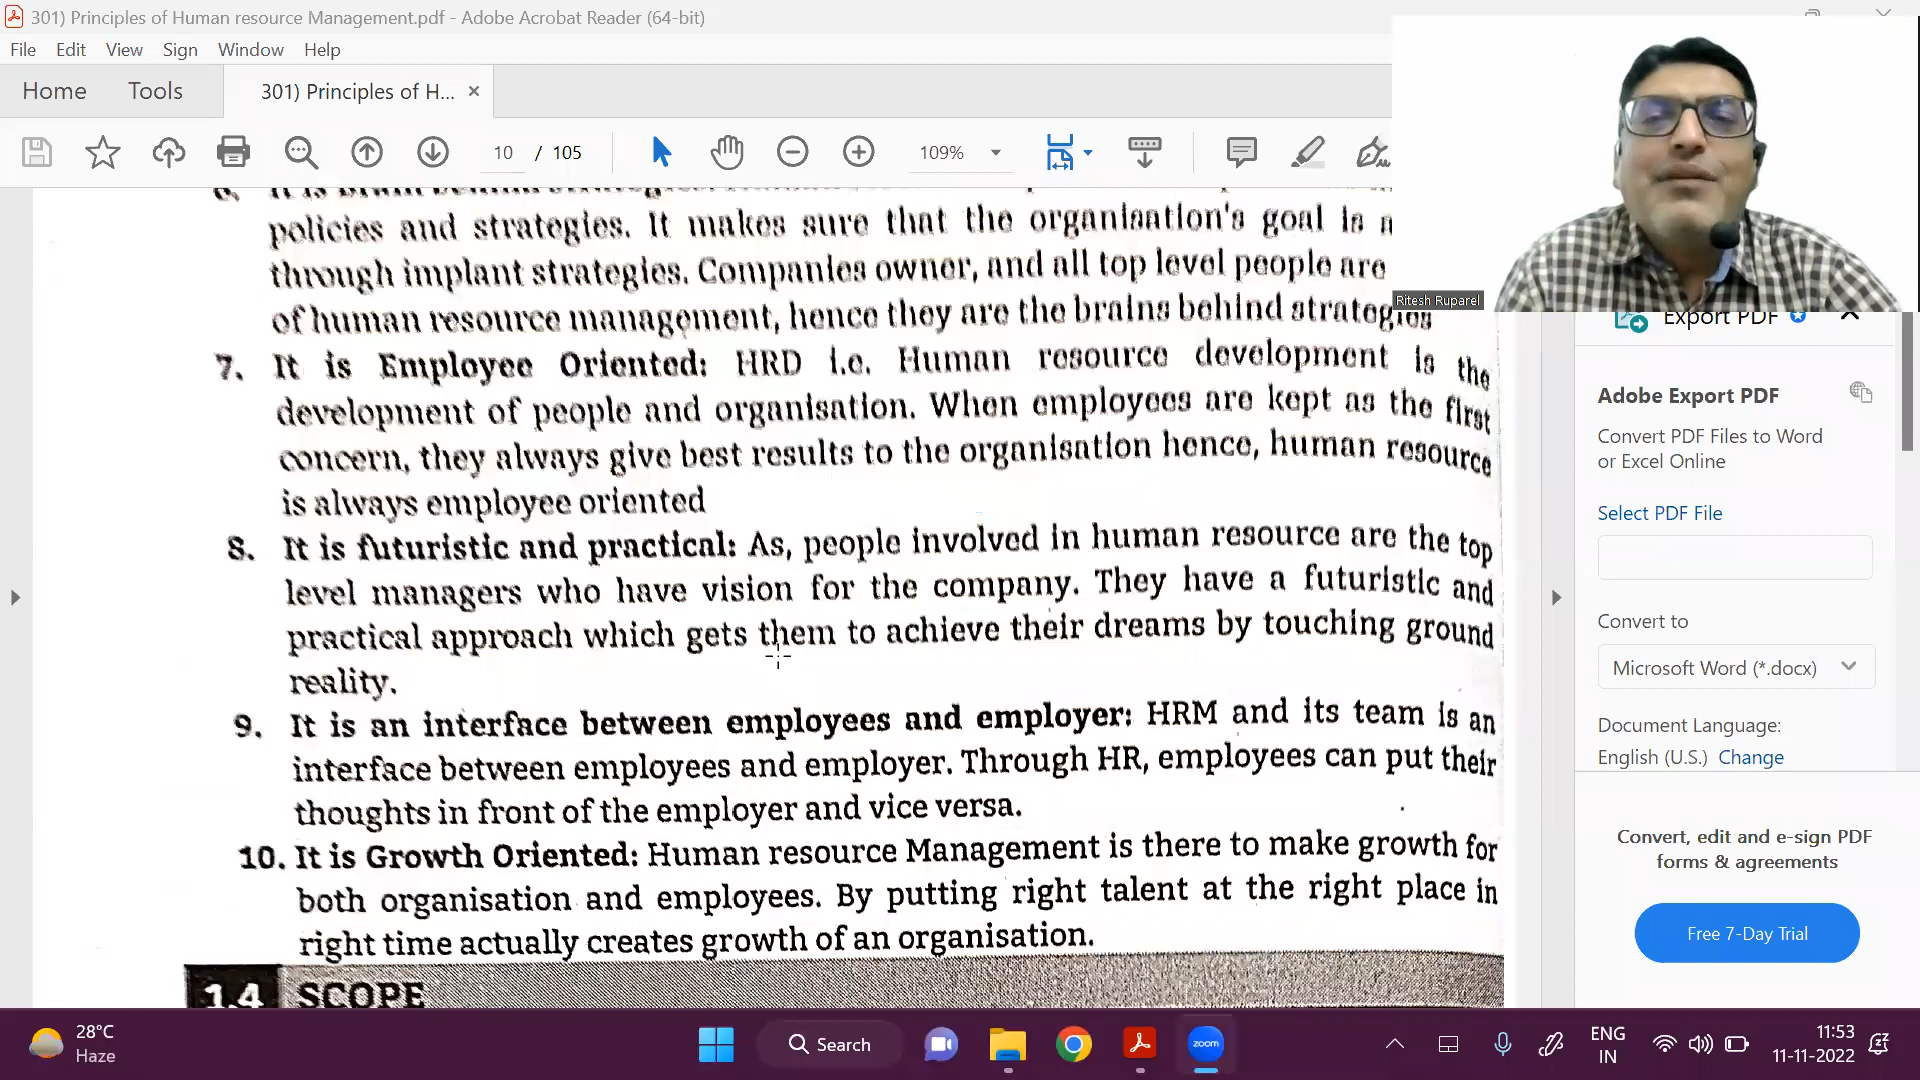 301) Principles of Human resource Management.pdf - Adobe Acrobat Reader (64-bit)
File Edit View Sign Window Help
Home Tools 301) Principles of H... ×
10 / 105 109%
Ritesh Ruparel
6. It is brain behind strategies:
policies and strategies. It makes sure that the organisation's goal is
through implant strategies. Companies owner, and all top level people are
of human resource management, hence they are the brains behind strategies
7. It is Employee Oriented: HRD i.e. Human resource development is the
development of people and organisation. When employees are kept as the first
concern, they always give best results to the organisation hence, human resource
is always employee oriented
8. It is futuristic and practical: As, people involved in human resource are the top
level managers who have vision for the company. They have a futuristic and
practical approach which gets them to achieve their dreams by touching ground
reality.
9. It is an interface between employees and employer: HRM and its team is an
interface between employees and employer. Through HR, employees can put their
thoughts in front of the employer and vice versa.
10. It is Growth Oriented: Human resource Management is there to make growth for
both organisation and employees. By putting right talent at the right place in
right time actually creates growth of an organisation.
1.4 SCOPE
Export PDF
Adobe Export PDF
Convert PDF Files to Word
or Excel Online
Select PDF File
Convert to
Microsoft Word (*.docx)
Document Language:
English (U.S.) Change
Convert, edit and e-sign PDF
forms & agreements
Free 7-Day Trial
28°C
Haze
Search
zoom
ENG
IN
11:53
11-11-2022